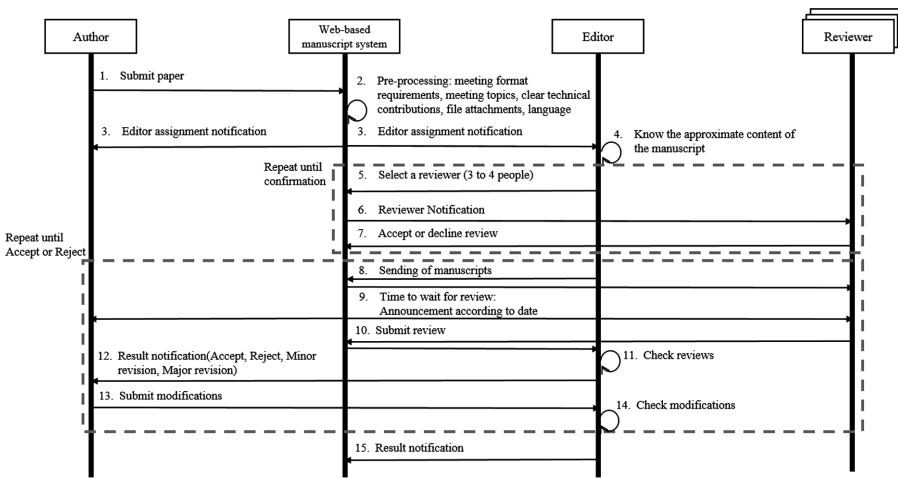 Author
Web-based
manuscript system
Editor
Reviewer
1. Submit paper
2. Pre-processing: meeting format
requirements, meeting topics, clear technical
contributions, file attachments, language
3. Editor assignment notification
3. Editor assignment notification
4. Know the approximate content of
the manuscript
Repeat until
confirmation
5. Select a reviewer (3 to 4 people)
6. Reviewer Notification
7. Accept or decline review
Repeat until
Accept or Reject
8. Sending of manuscripts
9. Time to wait for review:
Announcement according to date
10. Submit review
12. Result notification(Accept, Reject, Minor
revision, Major revision)
11. Check reviews
13. Submit modifications
14. Check modifications
15. Result notification